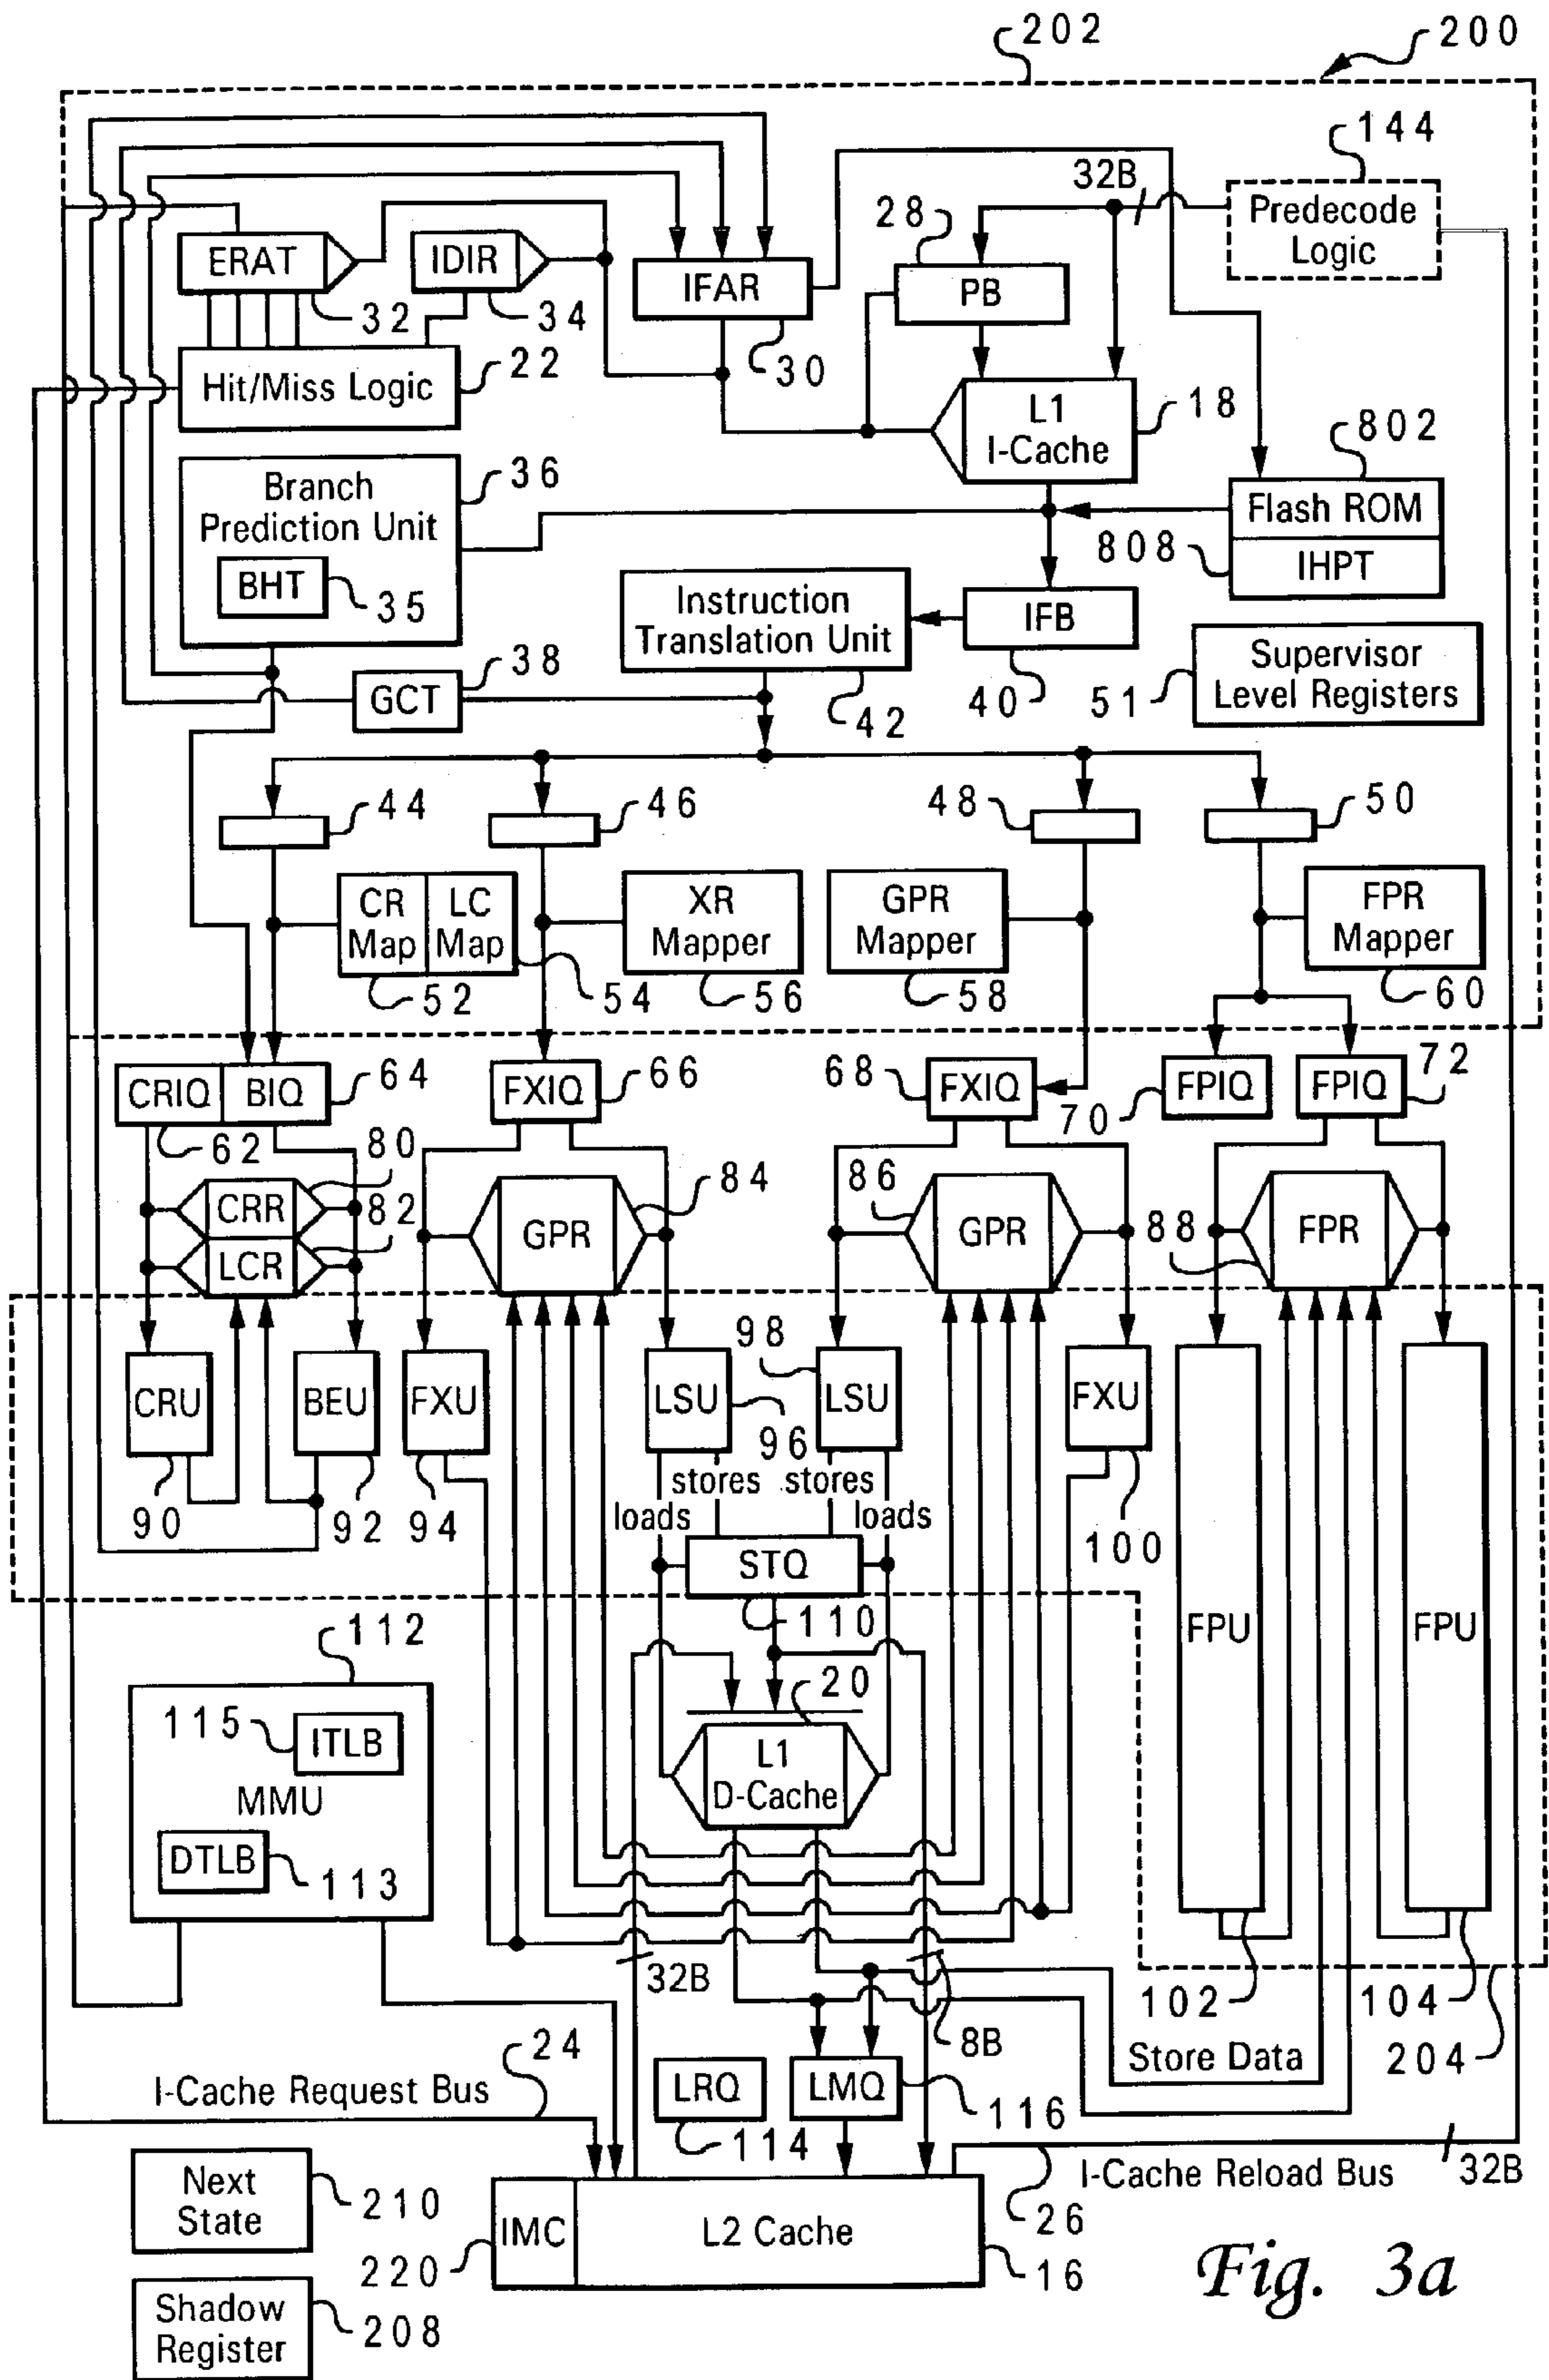 202
200
144
32B
28
Predecode
Logic
ERAT
IDIR
IFAR
PB
32
34
30
Hit/Miss Logic
22
L1
I-Cache
18
802
Branch
Prediction Unit
36
BHT
35
Flash ROM
808
IHPT
Instruction
Translation Unit
IFB
38
GCT
42
40
Supervisor
Level Registers
51
44
46
48
50
CR
Map
LC
Map
XR
Mapper
GPR
Mapper
FPR
Mapper
52
54
56
58
60
CRIQ
BIQ
64
FXIQ
66
68
FXIQ
70
FPIQ
FPIQ
72
62
80
CRR
82
LCR
GPR
84
86
GPR
88
FPR
98
CRU
BEU
FXU
LSU
LSU
FXU
96
stores
stores
90
92
94
loads
loads
100
STQ
110
FPU
FPU
112
20
115
ITLB
L1
D-Cache
MMU
DTLB
113
32B
102
104
8B
24
Store Data
204
I-Cache Request Bus
LRQ
LMQ
116
114
I-Cache Reload Bus
32B
Next
State
210
26
IMC
L2 Cache
220
16
Shadow
Register
208
Fig. 3a